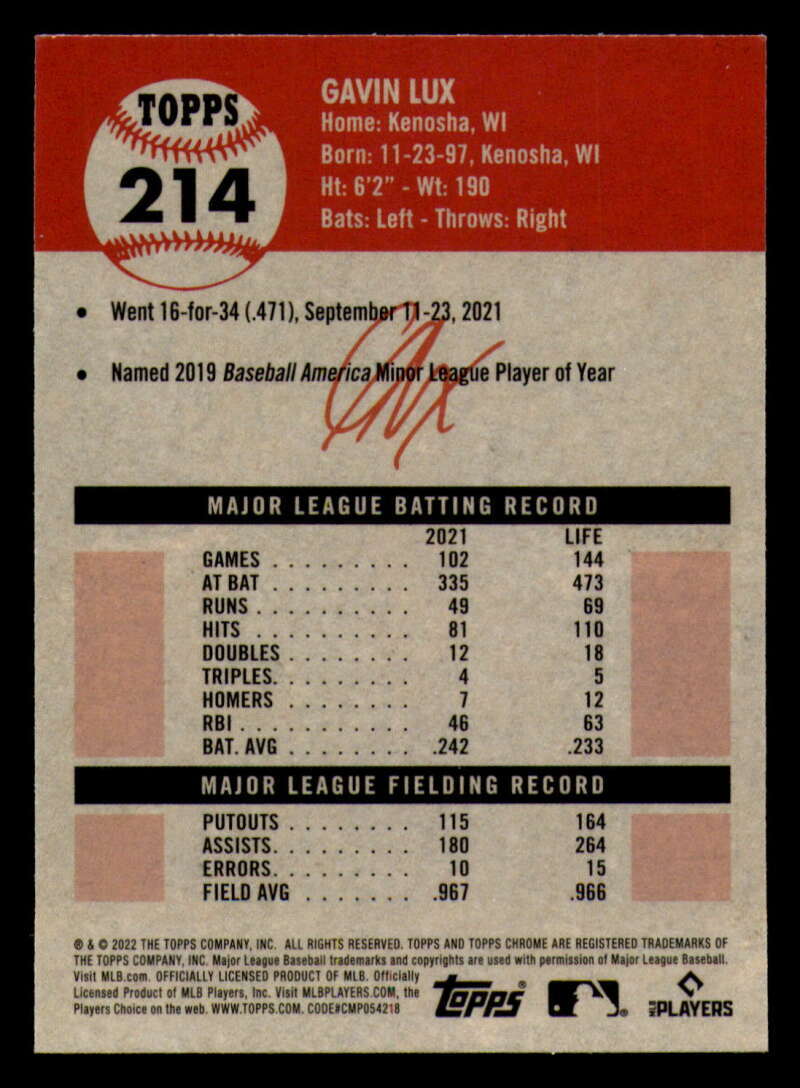 TOPPS
214
GAVIN LUX
Home: Kenosha, WI
Born: 11-23-97, Kenosha, WI
Ht: 6'2" - Wt: 190
Bats: Left - Throws: Right
• Went 16-for-34 (.471), September 11-23, 2021
• Named 2019 Baseball America Minor League Player of Year
MAJOR LEAGUE BATTING RECORD
2021 LIFE
GAMES . . . . . . . . . 102 144
AT BAT . . . . . . . . . 335 473
RUNS . . . . . . . . . . 49 69
HITS . . . . . . . . . . 81 110
DOUBLES . . . . . . . . 12 18
TRIPLES. . . . . . . . . 4 5
HOMERS . . . . . . . . . 7 12
RBI . . . . . . . . . . . 46 63
BAT. AVG . . . . . . . . .242 .233
MAJOR LEAGUE FIELDING RECORD
PUTOUTS . . . . . . . . 115 164
ASSISTS. . . . . . . . . 180 264
ERRORS. . . . . . . . . 10 15
FIELD AVG . . . . . . . .967 .966
® & © 2022 THE TOPPS COMPANY, INC. ALL RIGHTS RESERVED. TOPPS AND TOPPS CHROME ARE REGISTERED TRADEMARKS OF
THE TOPPS COMPANY, INC. Major League Baseball trademarks and copyrights are used with permission of Major League Baseball.
Visit MLB.com. OFFICIALLY LICENSED PRODUCT OF MLB. Officially
Licensed Product of MLB Players, Inc. Visit MLBPLAYERS.COM, the
Players Choice on the web. WWW.TOPPS.COM. CODE#CMP054218
Topps®
MLB PLAYERS